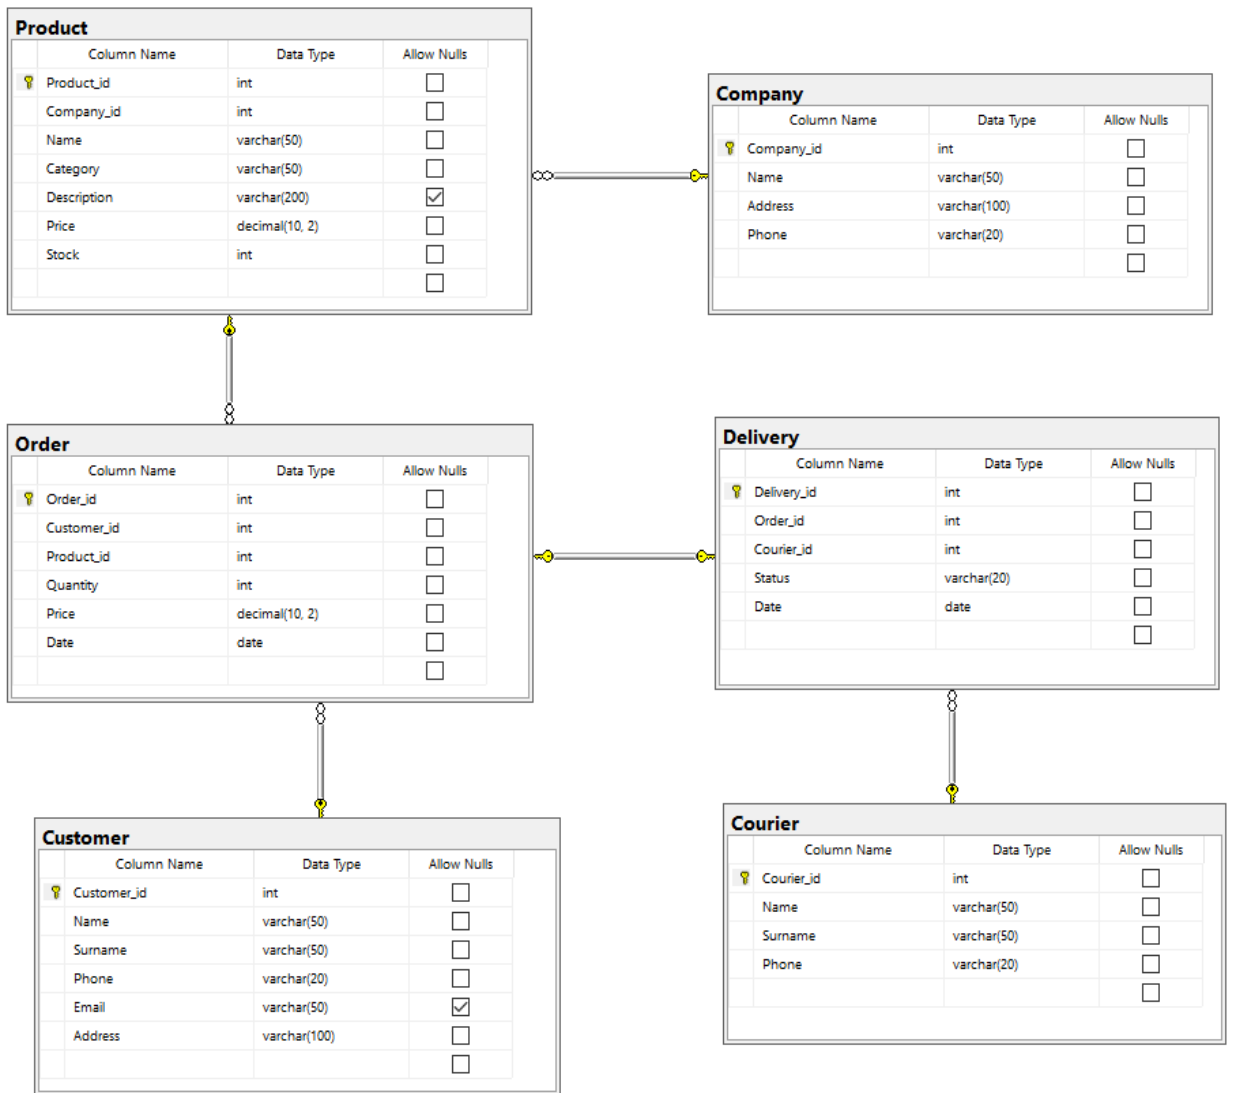 Product
Column Name Data Type Allow Nulls
Product_id int
Company_id int
Name varchar(50)
Category varchar(50)
Description varchar(200)
Price decimal(10, 2)
Stock int
Company
Column Name Data Type Allow Nulls
Company_id int
Name varchar(50)
Address varchar(100)
Phone varchar(20)
Order
Column Name Data Type Allow Nulls
Order_id int
Customer_id int
Product_id int
Quantity int
Price decimal(10, 2)
Date date
Delivery
Column Name Data Type Allow Nulls
Delivery_id int
Order_id int
Courier_id int
Status varchar(20)
Date date
Customer
Column Name Data Type Allow Nulls
Customer_id int
Name varchar(50)
Surname varchar(50)
Phone varchar(20)
Email varchar(50)
Address varchar(100)
Courier
Column Name Data Type Allow Nulls
Courier_id int
Name varchar(50)
Surname varchar(50)
Phone varchar(20)